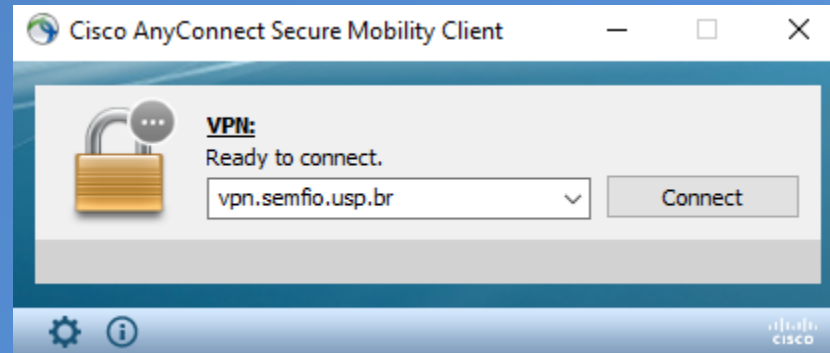 Cisco AnyConnect Secure Mobility Client
VPN:
Ready to connect.
vpn.semfio.usp.br
Connect
CISCO